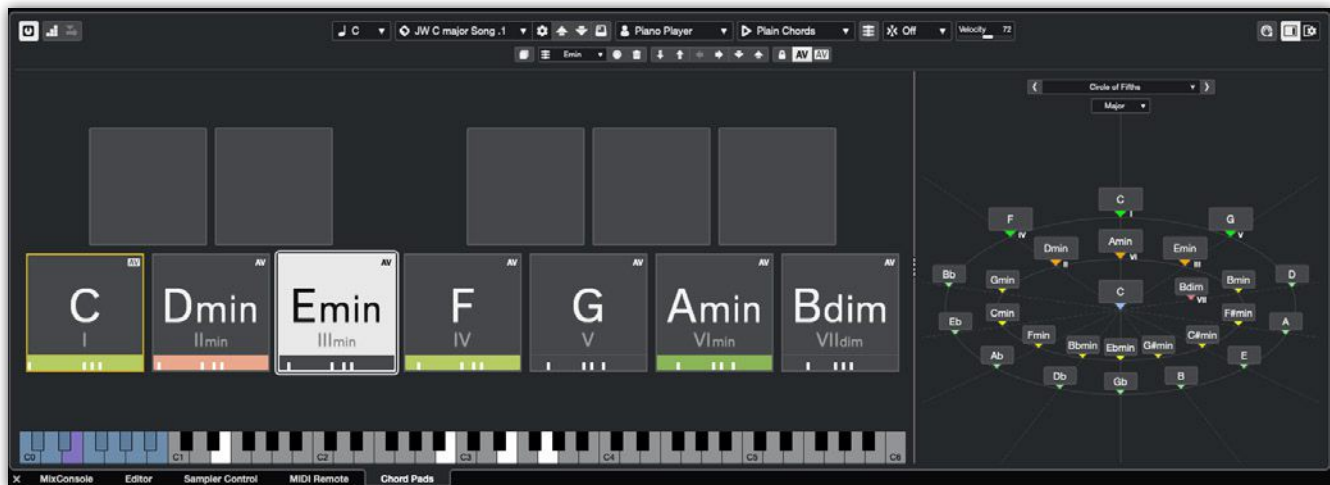 C JW C major Song .1 Piano Player Plain Chords Off Velocity 72
Emin AV AV
Circle of Fifths
Major
C
I
F G
IV V
Dmin Amin Emin
II VI III
Bb Gmin C Bdim Bmin D
VII
Eb Cmin F#min A
Fmin Bbmin Ebmin G#min C#min
Ab E
Db Gb B
AV AV AV AV AV AV AV
C Dmin Emin F G Amin Bdim
I IImin IIImin IV V VImin VIIdim
C0 C1 C2 C3 C4 C5 C6
X MixConsole Editor Sampler Control MIDI Remote Chord Pads